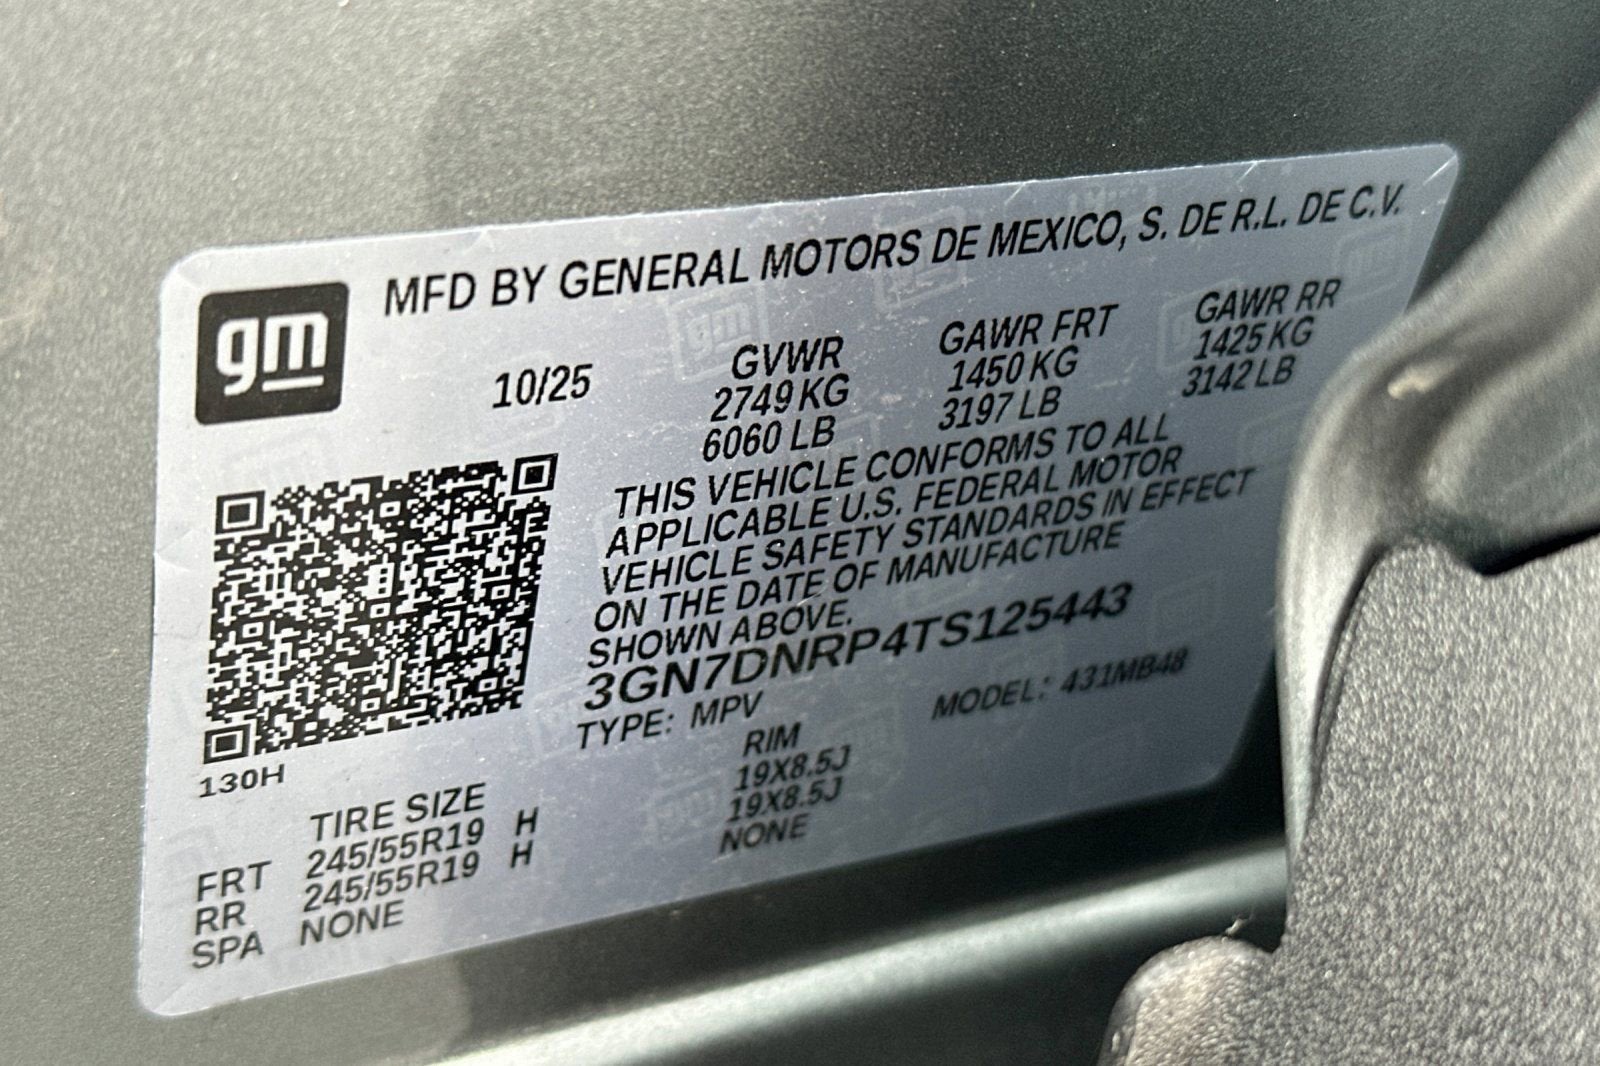 MFD BY GENERAL MOTORS DE MEXICO, S. DE R.L. DE C.V.
gm
10/25
GVWR GAWR FRT GAWR RR
2749 KG 1450 KG 1425 KG
6060 LB 3197 LB 3142 LB
THIS VEHICLE CONFORMS TO ALL
APPLICABLE U.S. FEDERAL MOTOR
VEHICLE SAFETY STANDARDS IN EFFECT
ON THE DATE OF MANUFACTURE
SHOWN ABOVE.
3GN7DNRP4TS125443
TYPE: MPV MODEL: 431MB48
130H
TIRE SIZE RIM
FRT 245/55R19 H 19X8.5J
RR 245/55R19 H 19X8.5J
SPA NONE NONE